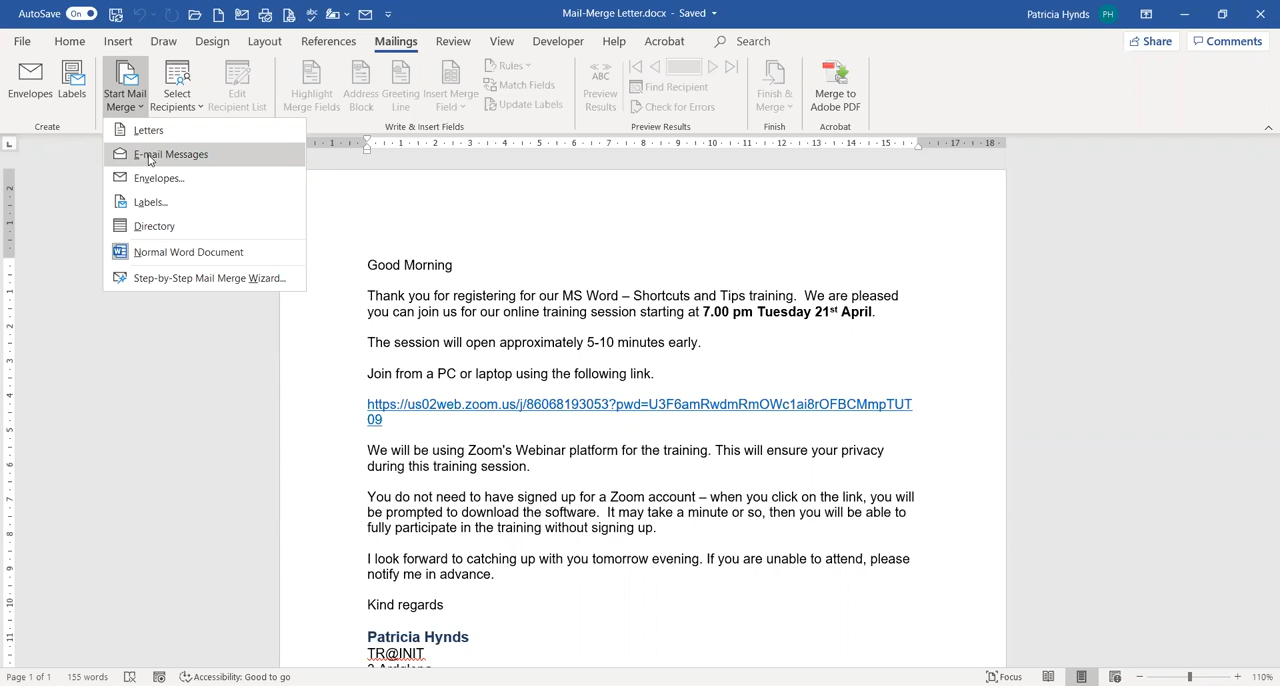 AutoSave On Mail-Merge Letter.docx - Saved Patricia Hynds PH
File Home Insert Draw Design Layout References Mailings Review View Developer Help Acrobat Search Share Comments
Envelopes Labels Start Mail Merge Select Recipients Edit Recipient List Highlight Merge Fields Address Block Greeting Line Insert Merge Field Rules Match Fields Update Labels Preview Results Find Recipient Check for Errors Finish & Merge Merge to Adobe PDF
Create Write & Insert Fields Preview Results Finish Acrobat
Letters
E-mail Messages
Envelopes...
Labels...
Directory
Normal Word Document
Step-by-Step Mail Merge Wizard...
Good Morning
Thank you for registering for our MS Word – Shortcuts and Tips training. We are pleased
you can join us for our online training session starting at 7.00 pm Tuesday 21st April.
The session will open approximately 5-10 minutes early.
Join from a PC or laptop using the following link.
https://us02web.zoom.us/j/86068193053?pwd=U3F6amRwdmRmOWc1ai8rOFBCMmpTUT
09
We will be using Zoom's Webinar platform for the training. This will ensure your privacy
during this training session.
You do not need to have signed up for a Zoom account – when you click on the link, you will
be prompted to download the software. It may take a minute or so, then you will be able to
fully participate in the training without signing up.
I look forward to catching up with you tomorrow evening. If you are unable to attend, please
notify me in advance.
Kind regards
Patricia Hynds
TR@INIT
Page 1 of 1 155 words Accessibility: Good to go Focus 110%